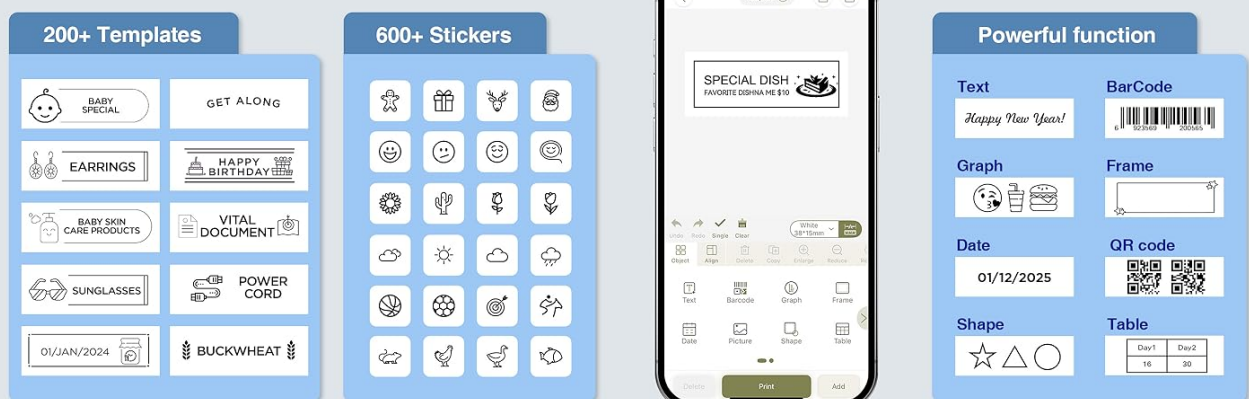 200+ Templates
BABY
SPECIAL
GET ALONG
EARRINGS
HAPPY
BIRTHDAY
BABY SKIN
CARE PRODUCTS
VITAL
DOCUMENT
SUNGLASSES
POWER
CORD
01/JAN/2024
BUCKWHEAT
600+ Stickers
SPECIAL DISH
FAVORITE DISHNA ME $10
Undo
Redo
Single
Clear
White
38*15mm
Object
Align
Delete
Copy
Enlarge
Reduce
Text
Barcode
Graph
Frame
Date
Picture
Shape
Table
Delete
Print
Add
Powerful function
Text
BarCode
Happy New Year!
6 923569 200565
Graph
Frame
Date
QR code
01/12/2025
Shape
Table
Day1 Day2
16 30